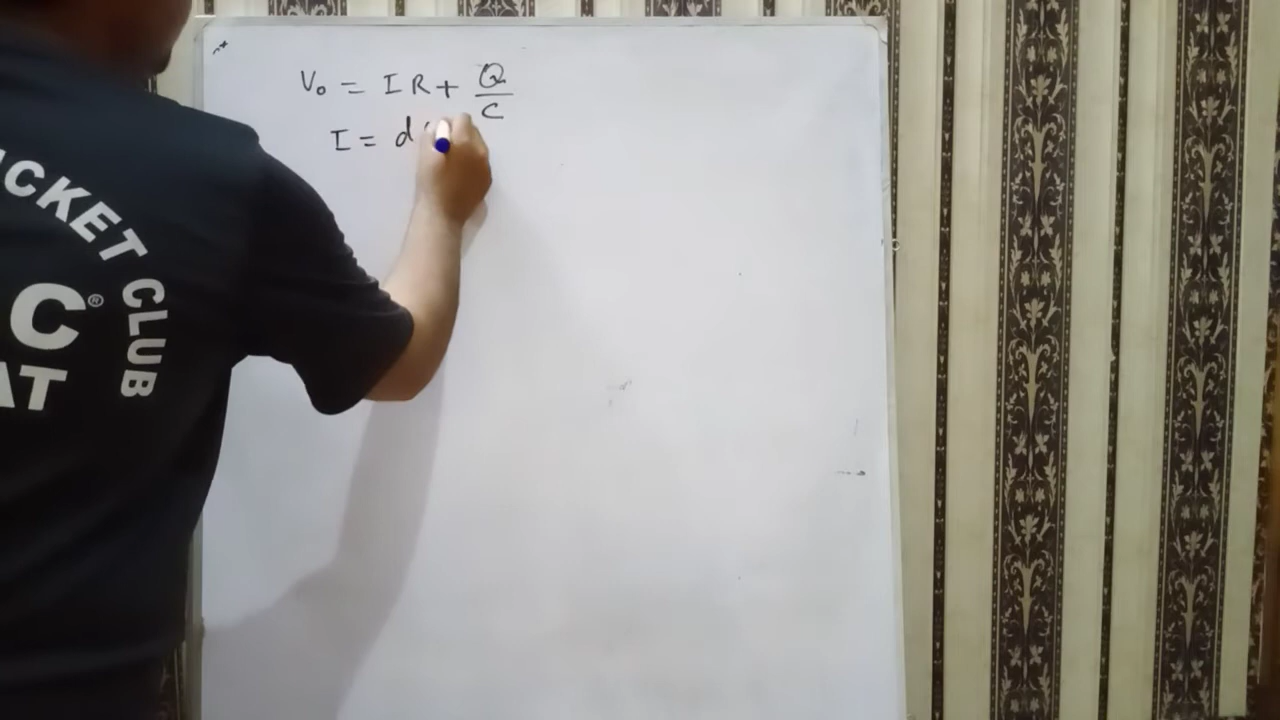 V₀ = IR + Q/C
I = d
CKET CLUB
C®
AT